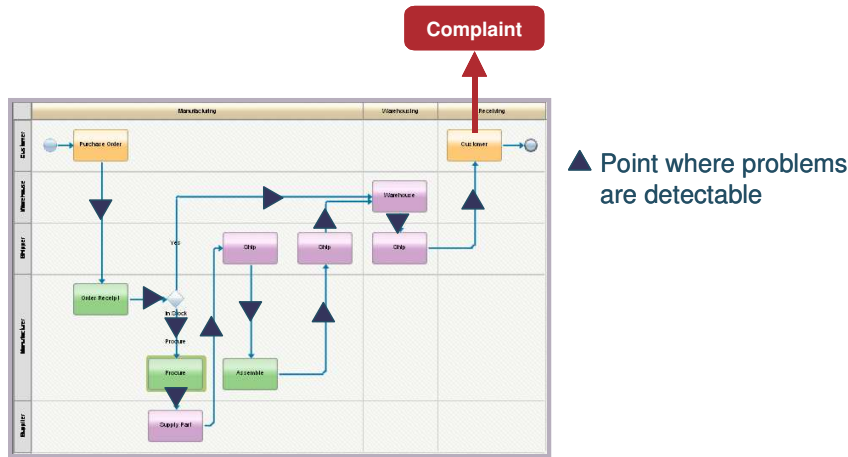 Complaint
Manufacturing
Warehousing
Receiving
Customer
Purchase Order
Customer
Point where problems
are detectable
Warehouse
Warehouse
Shipper
Yes
Ship
Ship
Ship
Manufacturer
Order Receipt
In Stock
Procure
Procure
Assemble
Supplier
Supply Part